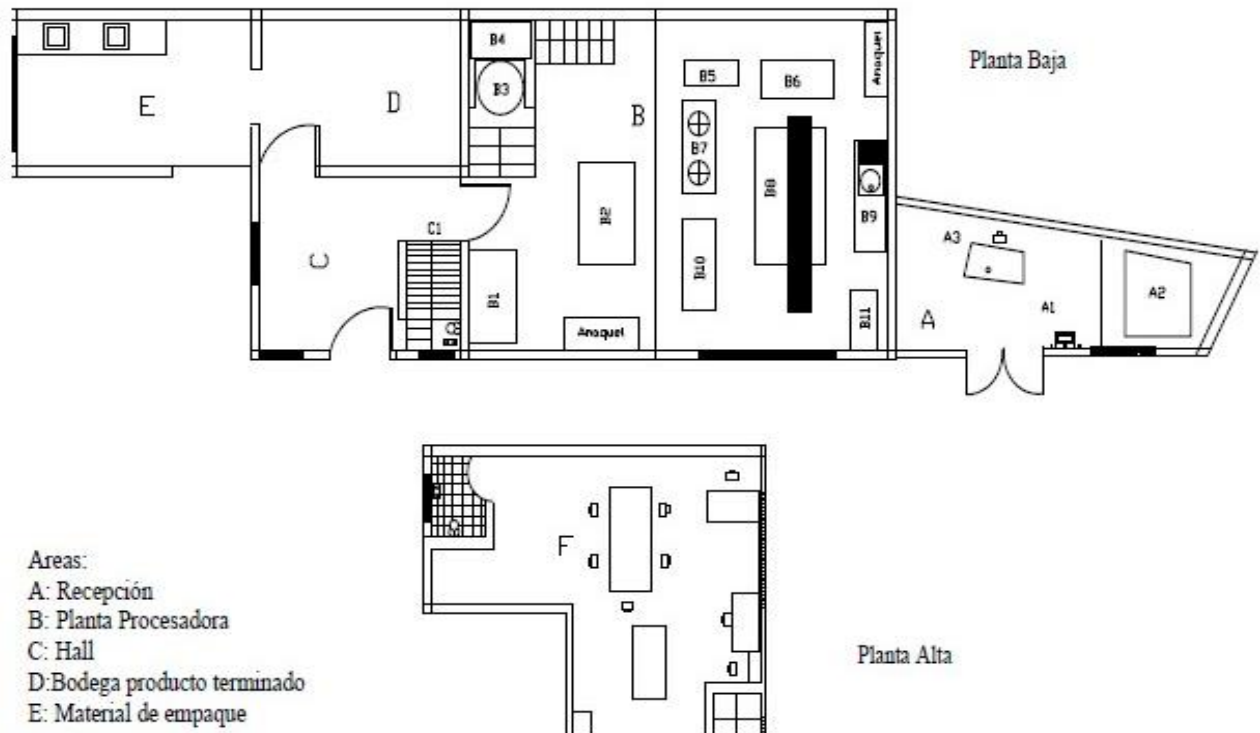 B4
Anaquel
Planta Baja
B5
B6
E
D
B3
B
B7
B8
B2
B9
C1
A3
C
B10
A2
B1
A1
B11
A
Anaquel
F
Areas:
A: Recepción
B: Planta Procesadora
C: Hall
D:Bodega producto terminado
E: Material de empaque
Planta Alta